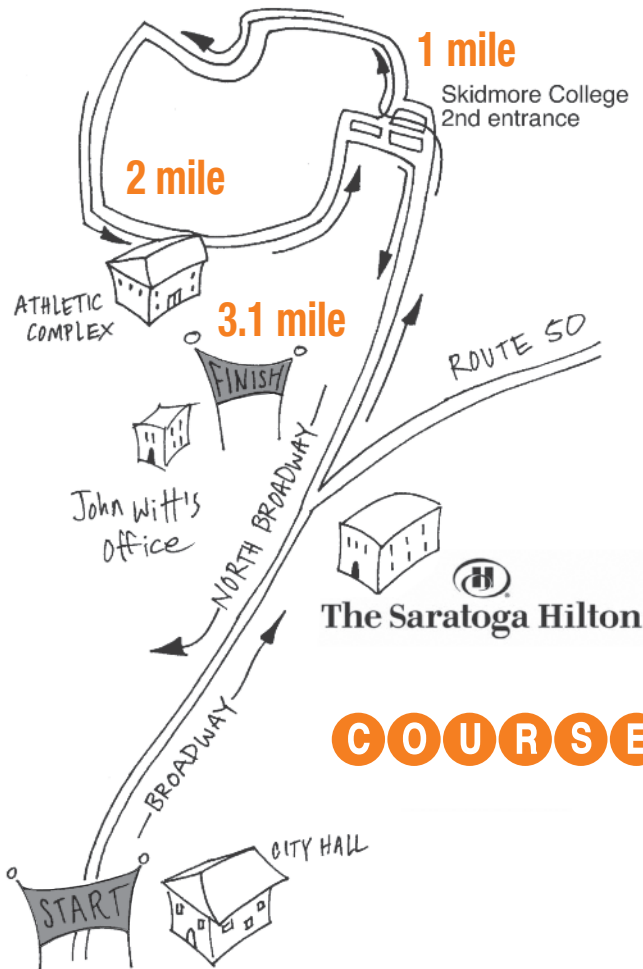 1 mile
Skidmore College
2nd entrance
2 mile
ATHLETIC
COMPLEX
3.1 mile
FINISH
ROUTE 50
John Witt's
office
NORTH BROADWAY
H
The Saratoga Hilton
COURSE
BROADWAY
CITY HALL
START